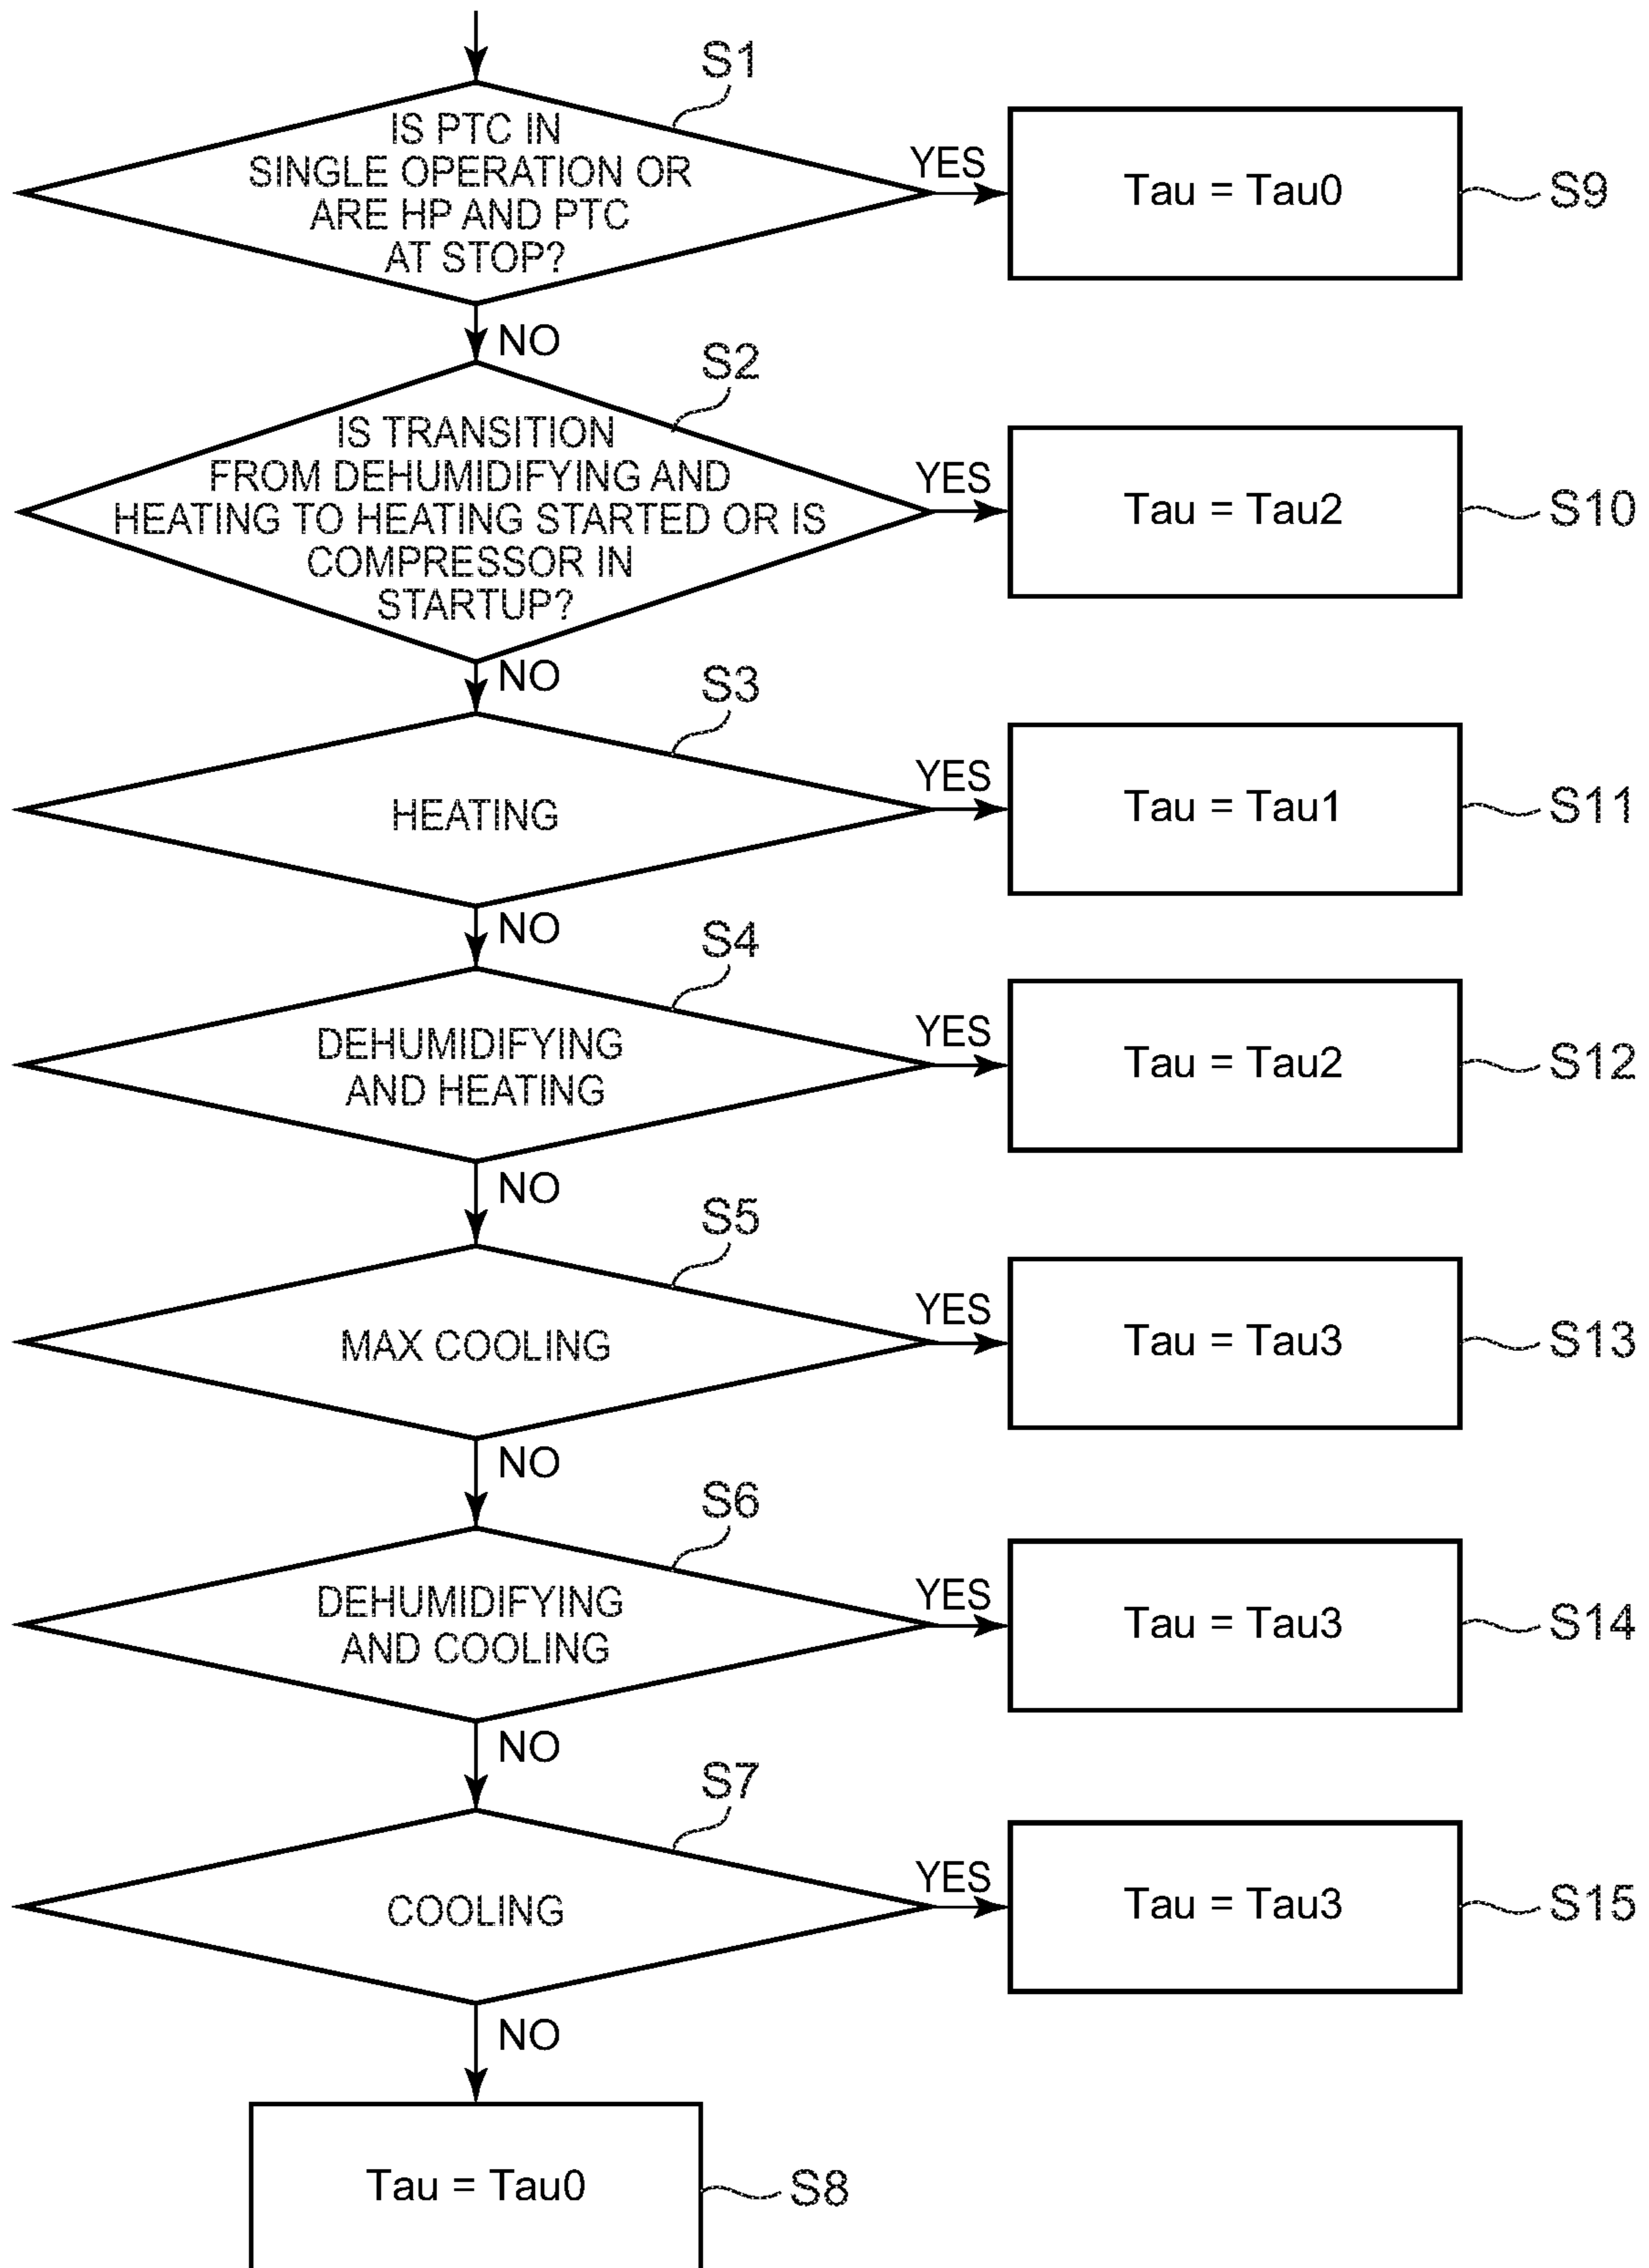 S1
IS PTC IN
SINGLE OPERATION OR
ARE HP AND PTC
AT STOP?
YES
Tau = Tau0
S9
NO
S2
IS TRANSITION
FROM DEHUMIDIFYING AND
HEATING TO HEATING STARTED OR IS
COMPRESSOR IN
STARTUP?
YES
Tau = Tau2
S10
NO
S3
HEATING
YES
Tau = Tau1
S11
NO
S4
DEHUMIDIFYING
AND HEATING
YES
Tau = Tau2
S12
NO
S5
MAX COOLING
YES
Tau = Tau3
S13
NO
S6
DEHUMIDIFYING
AND COOLING
YES
Tau = Tau3
S14
NO
S7
COOLING
YES
Tau = Tau3
S15
NO
Tau = Tau0
S8